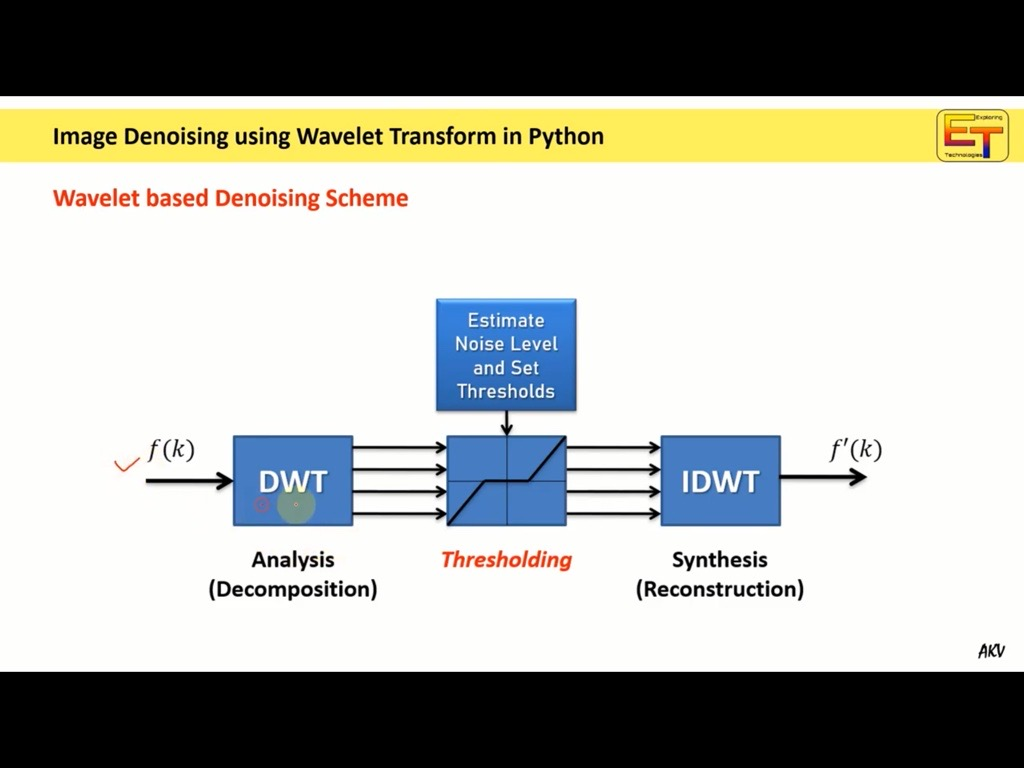 Image Denoising using Wavelet Transform in Python
Exploring
ET
Technologies
Wavelet based Denoising Scheme
Estimate
Noise Level
and Set
Thresholds
f(k)
f′(k)
DWT
IDWT
Analysis
(Decomposition)
Thresholding
Synthesis
(Reconstruction)
AKV